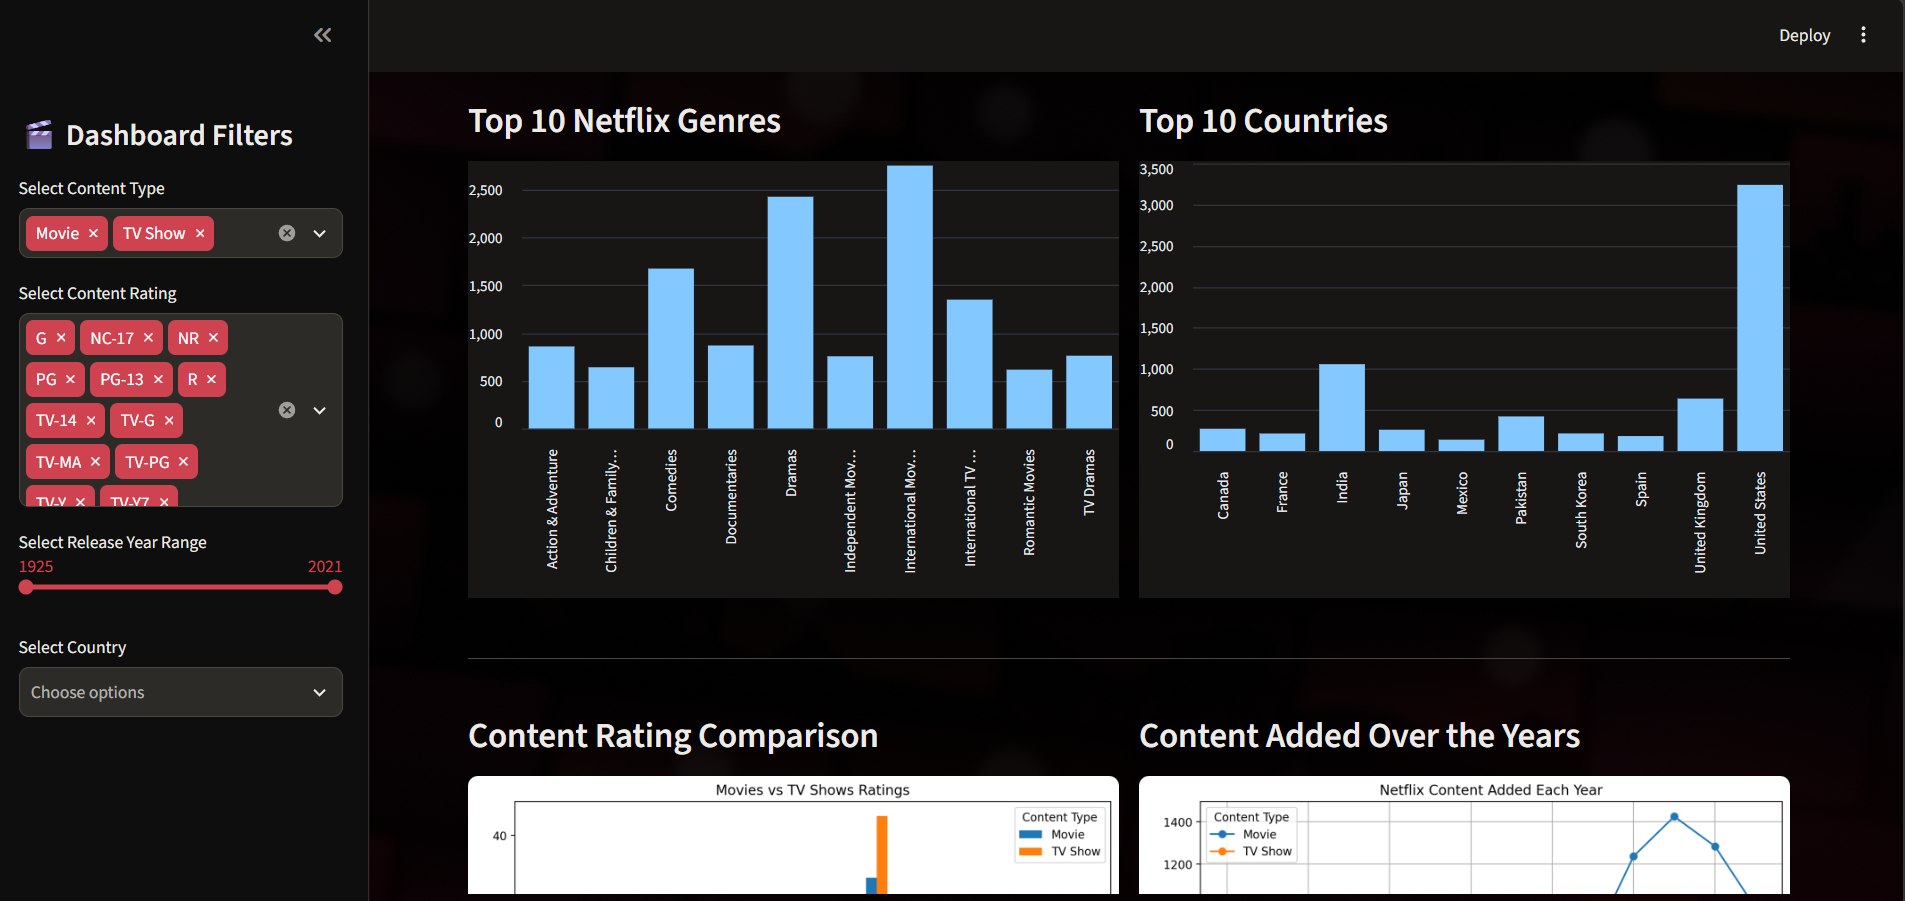 Deploy
Dashboard Filters
Select Content Type
Movie × TV Show ×
Select Content Rating
G × NC-17 × NR ×
PG × PG-13 × R ×
TV-14 × TV-G ×
TV-MA × TV-PG ×
TV-Y × TV-Y7 ×
Select Release Year Range
1925 2021
Select Country
Choose options
Top 10 Netflix Genres
2,500
2,000
1,500
1,000
500
0
Action & Adventure
Children & Family...
Comedies
Documentaries
Dramas
Independent Mov...
International Mov...
International TV ...
Romantic Movies
TV Dramas
Top 10 Countries
3,500
3,000
2,500
2,000
1,500
1,000
500
0
Canada
France
India
Japan
Mexico
Pakistan
South Korea
Spain
United Kingdom
United States
Content Rating Comparison
Movies vs TV Shows Ratings
40
Content Type
Movie
TV Show
Content Added Over the Years
Netflix Content Added Each Year
1400
1200
Content Type
Movie
TV Show